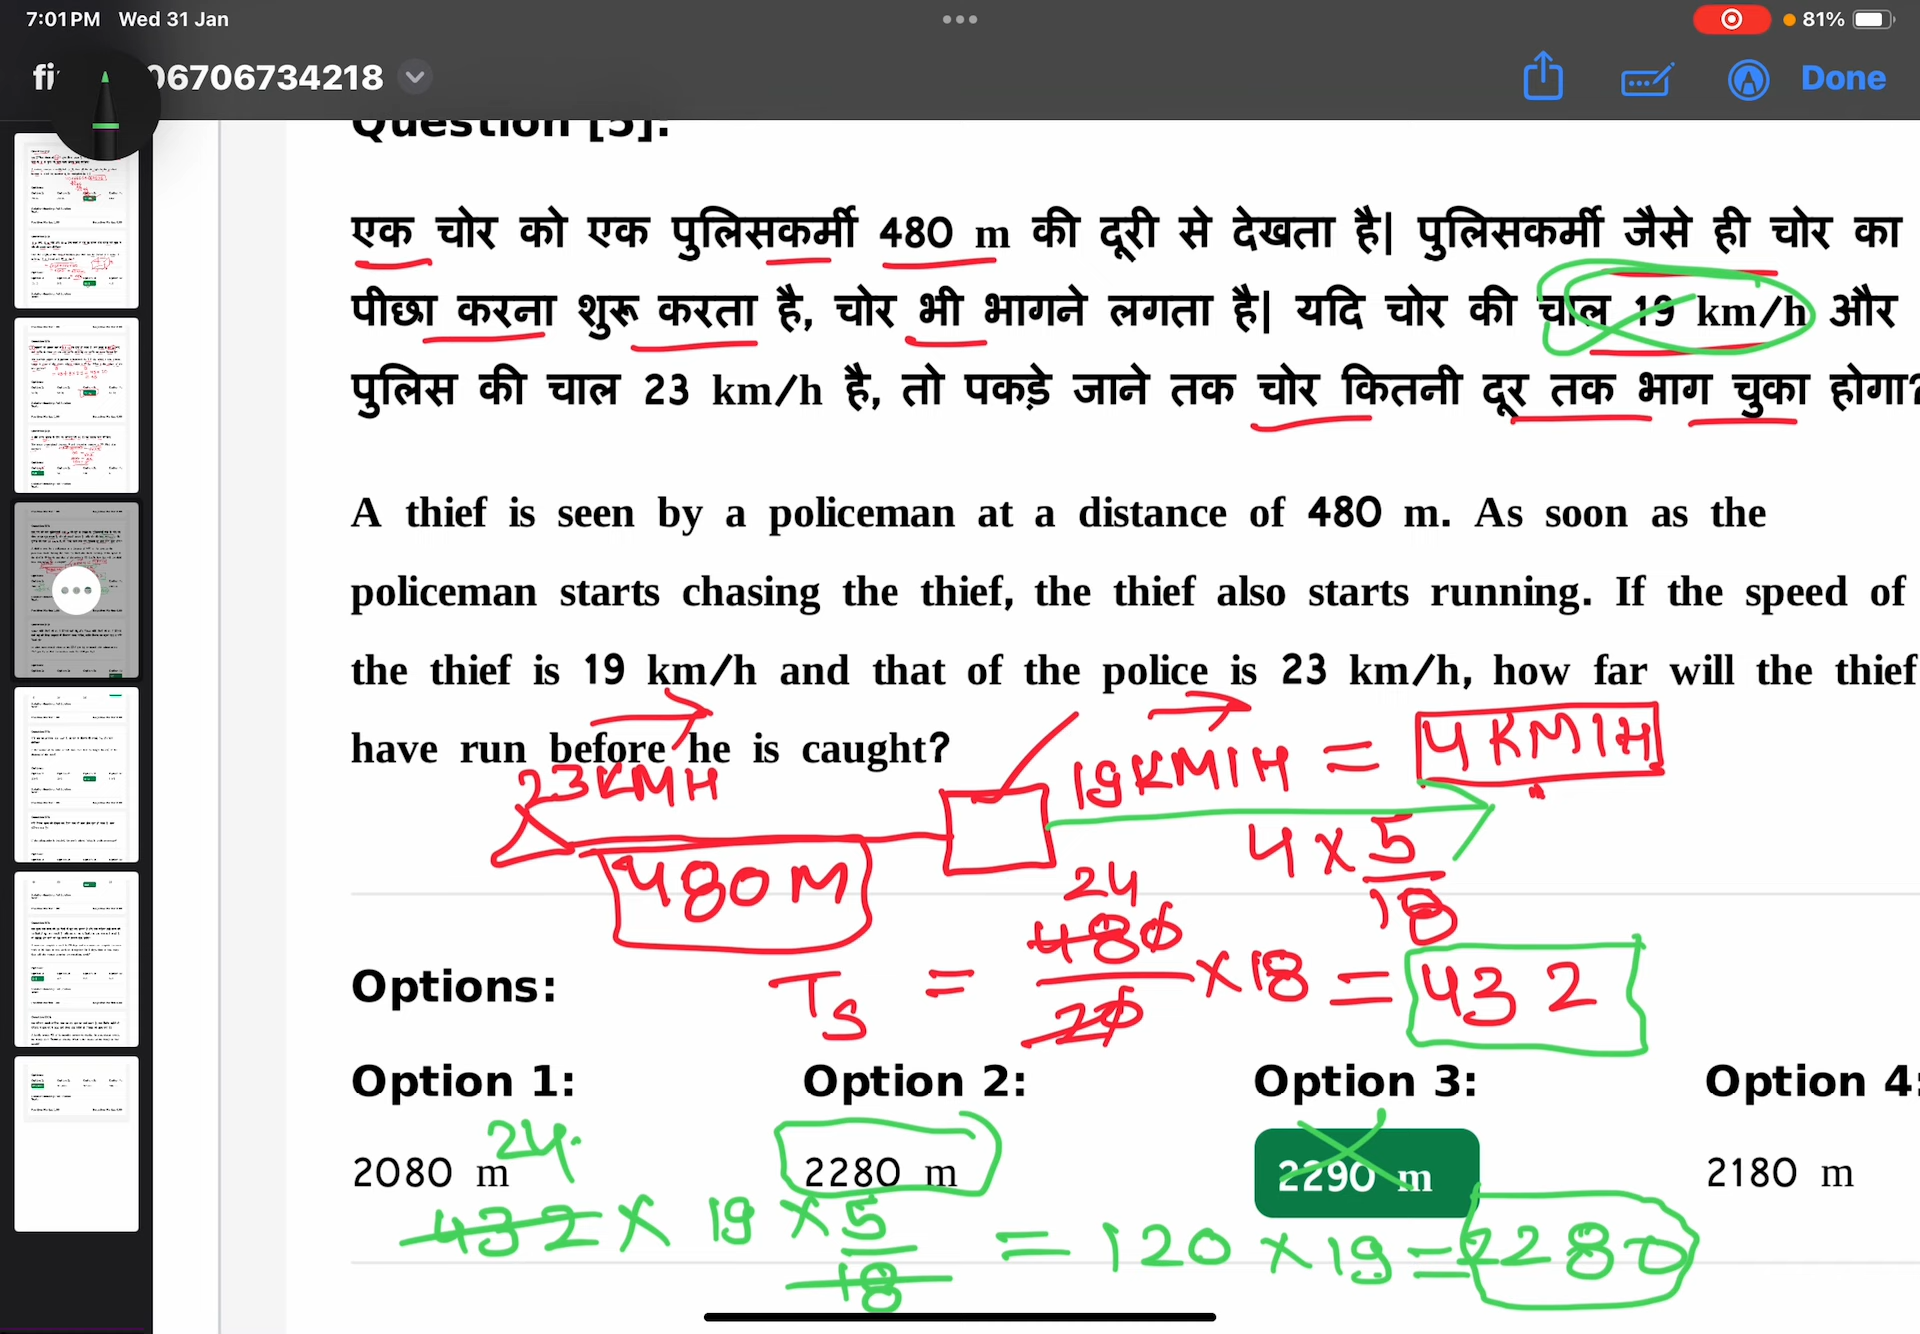 7:01 PM Wed 31 Jan
81%
06706734218
Done
Question [5]:
एक चोर को एक पुलिसकर्मी 480 m की दूरी से देखता है| पुलिसकर्मी जैसे ही चोर का
पीछा करना शुरू करता है, चोर भी भागने लगता है| यदि चोर की चाल 19 km/h और
पुलिस की चाल 23 km/h है, तो पकड़े जाने तक चोर कितनी दूर तक भाग चुका होगा?
A thief is seen by a policeman at a distance of 480 m. As soon as the
policeman starts chasing the thief, the thief also starts running. If the speed of
the thief is 19 km/h and that of the police is 23 km/h, how far will the thief
have run before he is caught?
23KMH 19KM/H = 4KM/H
480M 4 x 5/18
24
Options: Ts = 480/20 x 18 = 432
Option 1: Option 2: Option 3: Option 4:
24
2080 m 2280 m 2290 m 2180 m
432 x 19 x 5/18 = 120 x 19 = 2280